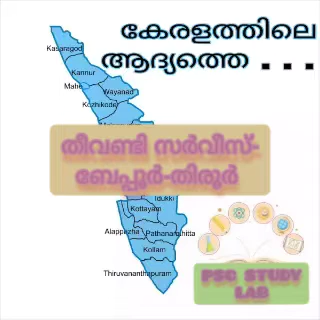 കേരളത്തിലെ
ആദ്യത്തെ ...
Kasaragod
Kannur
Mahe
Wayanad
Kozhikode
തീവണ്ടി സർവീസ്-
ബേപ്പൂർ-തിരൂർ
Idukki
Kottayam
Alappuzha
Pathanamthitta
Kollam
Thiruvananthapuram
PSC STUDY
LAB